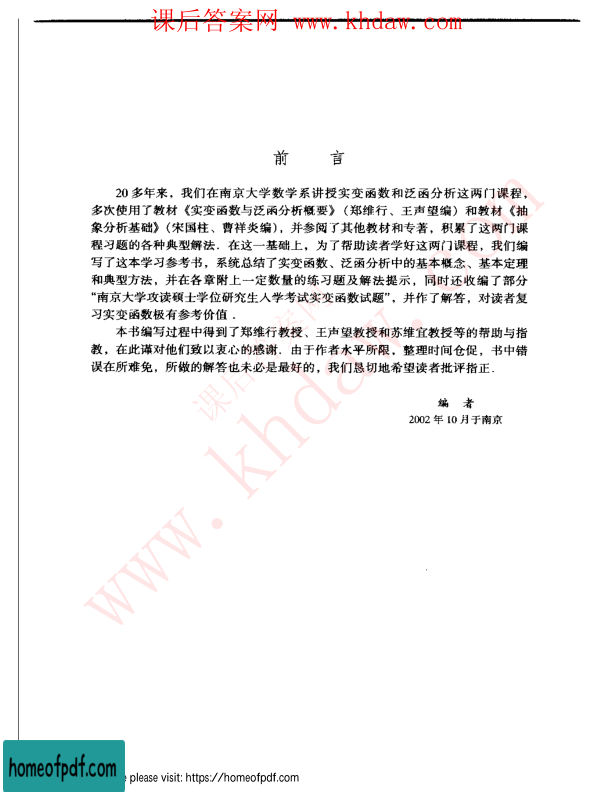 课后答案网 www.khdaw.com
前 言
20 多年来，我们在南京大学数学系讲授实变函数和泛函分析这两门课程，
多次使用了教材《实变函数与泛函分析概要》(郑维行、王声望编) 和教材《抽
象分析基础》(宋国柱、曹祥炎编)，并参阅了其他教材和专著，积累了这两门课
程习题的各种典型解法．在这一基础上，为了帮助读者学好这两门课程，我们编
写了这本学习参考书，系统总结了实变函数、泛函分析中的基本概念、基本定理
和典型方法，并在各章附上一定数量的练习题及解法提示，同时还收编了部分
“南京大学攻读硕士学位研究生入学考试实变函数试题”，并作了解答，对读者复
习实变函数极有参考价值．
本书编写过程中得到了郑维行教授、王声望教授和苏维宜教授等的帮助与指
教，在此谨对他们致以衷心的感谢．由于作者水平所限，整理时间仓促，书中错
误在所难免，所做的解答也未必是最好的，我们恳切地希望读者批评指正．
编 者
2002 年 10 月于南京
课后答案网
www.khdaw.com
homeofpdf.com
e please visit: https://homeofpdf.com